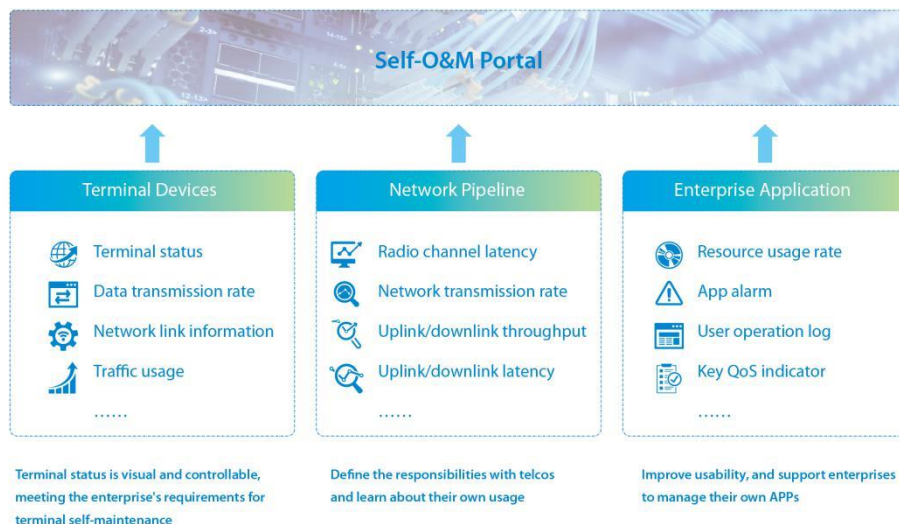 Self-O&M Portal
Terminal Devices
Terminal status
Data transmission rate
Network link information
Traffic usage
......
Network Pipeline
Radio channel latency
Network transmission rate
Uplink/downlink throughput
Uplink/downlink latency
......
Enterprise Application
Resource usage rate
App alarm
User operation log
Key QoS indicator
......
Terminal status is visual and controllable,
meeting the enterprise's requirements for
terminal self-maintenance
Define the responsibilities with telcos
and learn about their own usage
Improve usability, and support enterprises
to manage their own APPs